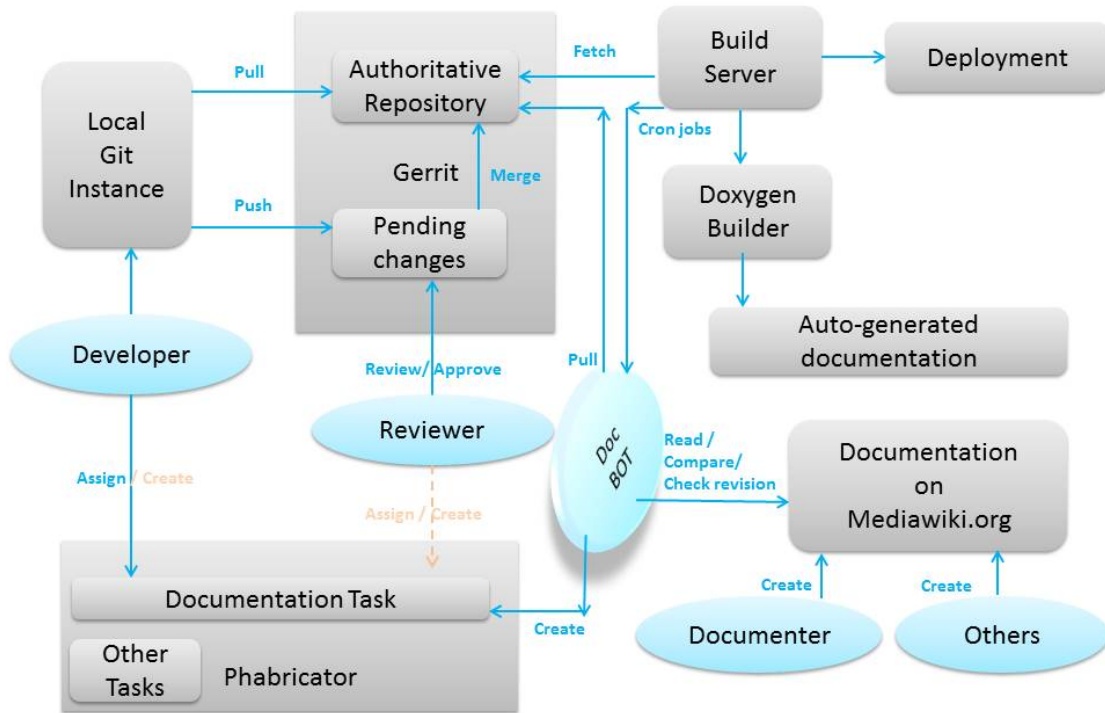 Build
Server
Deployment
Fetch
Pull
Authoritative
Repository
Cron jobs
Local
Git
Instance
Gerrit
Merge
Doxygen
Builder
Push
Pending
changes
Auto-generated
documentation
Developer
Pull
Review/ Approve
Reviewer
Doc
BOT
Read /
Compare/
Check revision
Documentation
on
Mediawiki.org
Assign / Create
Assign / Create
Create
Create
Documentation Task
Create
Documenter
Others
Other
Tasks
Phabricator